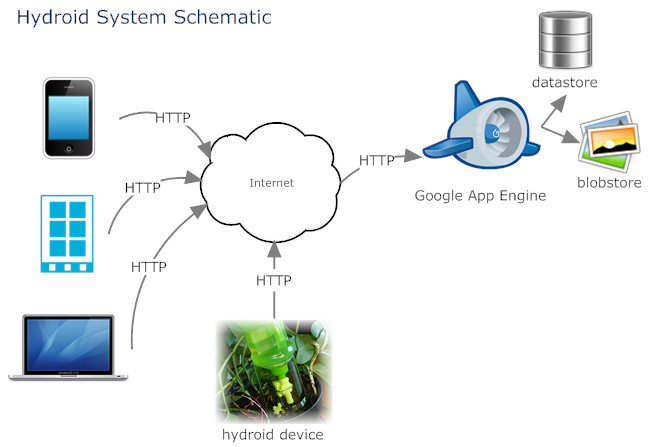 Hydroid System Schematic
datastore
HTTP
HTTP
Internet
HTTP
blobstore
Google App Engine
HTTP
HTTP
hydroid device